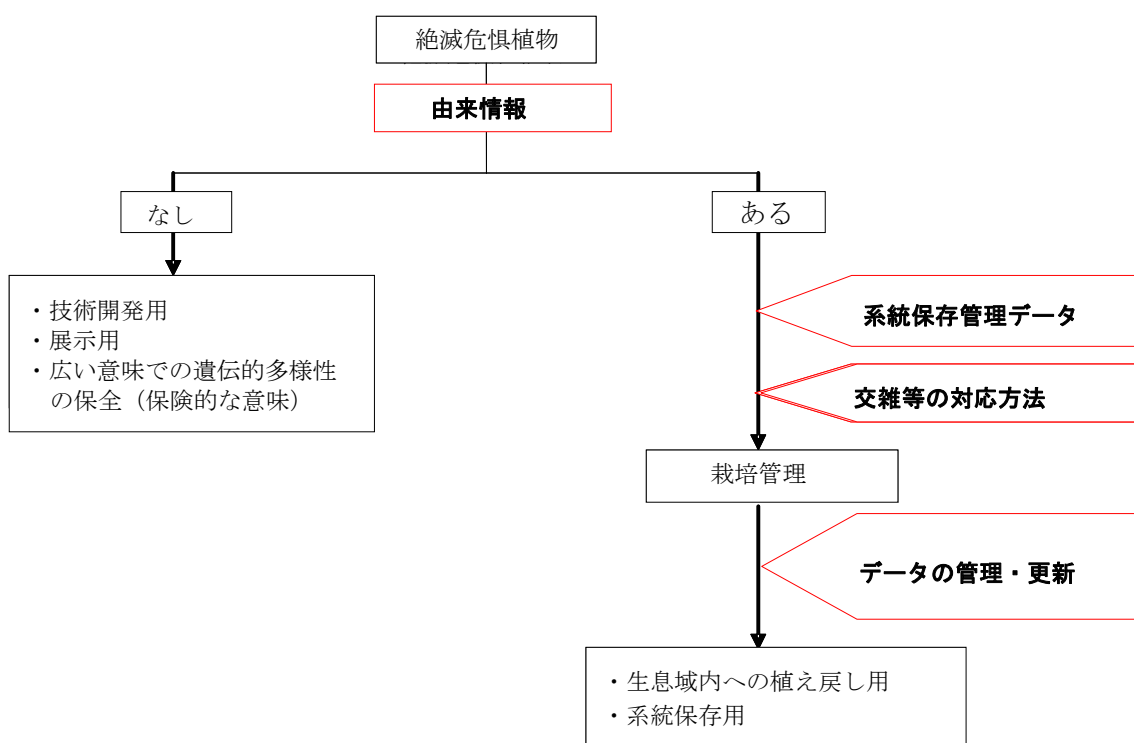 絶滅危惧植物
由来情報
なし
ある
・技術開発用
・展示用
・広い意味での遺伝的多様性
の保全（保険的な意味）
系統保存管理データ
交雑等の対応方法
栽培管理
データの管理・更新
・生息域内への植え戻し用
・系統保存用